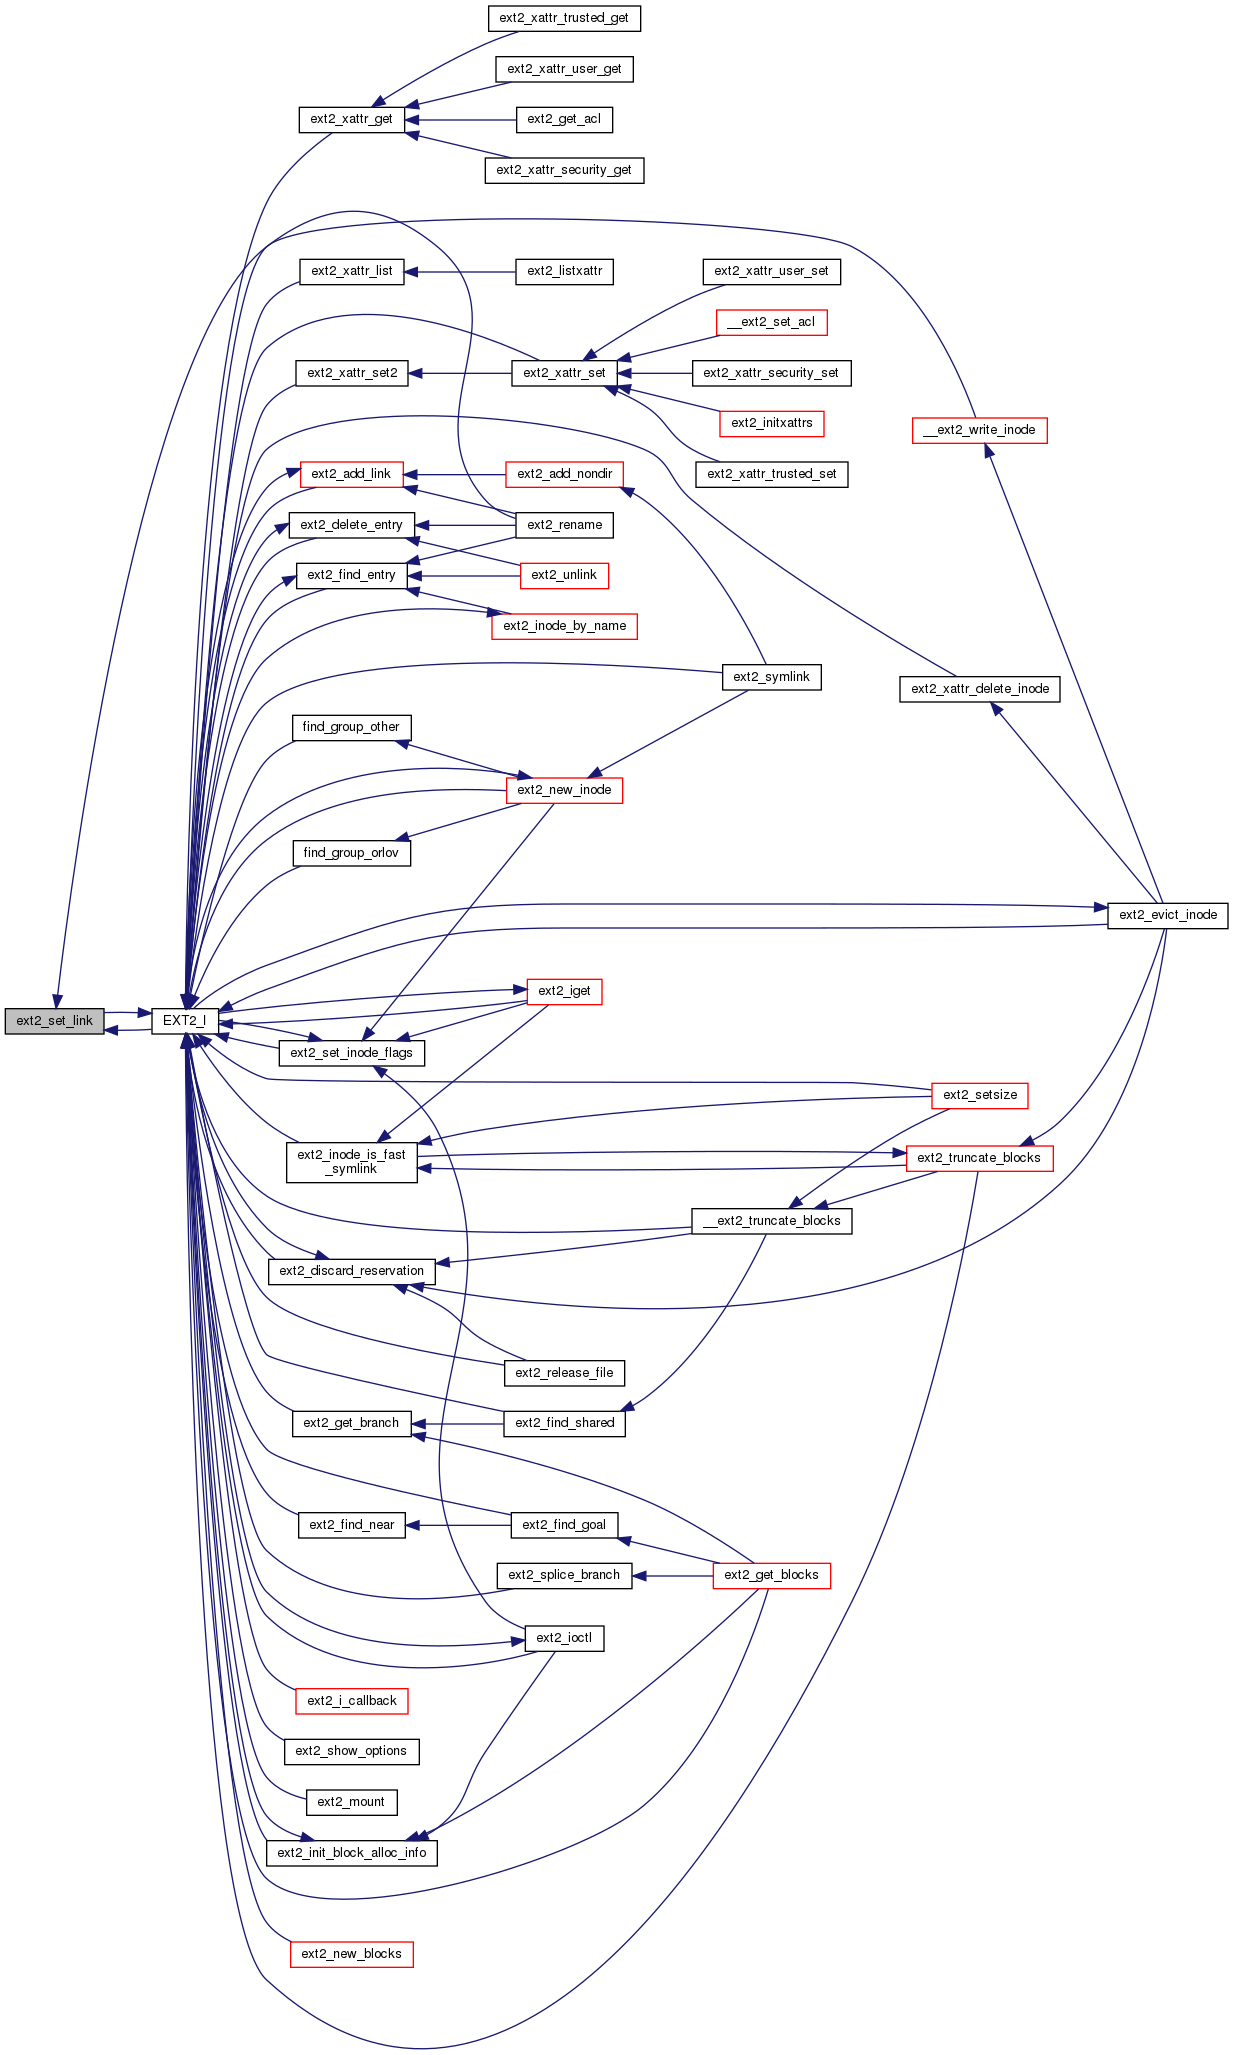 ext2_xattr_trusted_get
ext2_xattr_user_get
ext2_xattr_get
ext2_get_acl
ext2_xattr_security_get
ext2_xattr_list
ext2_listxattr
ext2_xattr_user_set
__ext2_set_acl
ext2_xattr_set2
ext2_xattr_set
ext2_xattr_security_set
ext2_initxattrs
__ext2_write_inode
ext2_add_link
ext2_add_nondir
ext2_xattr_trusted_set
ext2_delete_entry
ext2_rename
ext2_find_entry
ext2_unlink
ext2_inode_by_name
ext2_symlink
ext2_xattr_delete_inode
find_group_other
ext2_new_inode
find_group_orlov
ext2_evict_inode
ext2_iget
ext2_set_link
EXT2_I
ext2_set_inode_flags
ext2_setsize
ext2_inode_is_fast
_symlink
ext2_truncate_blocks
__ext2_truncate_blocks
ext2_discard_reservation
ext2_release_file
ext2_get_branch
ext2_find_shared
ext2_find_near
ext2_find_goal
ext2_splice_branch
ext2_get_blocks
ext2_ioctl
ext2_i_callback
ext2_show_options
ext2_mount
ext2_init_block_alloc_info
ext2_new_blocks